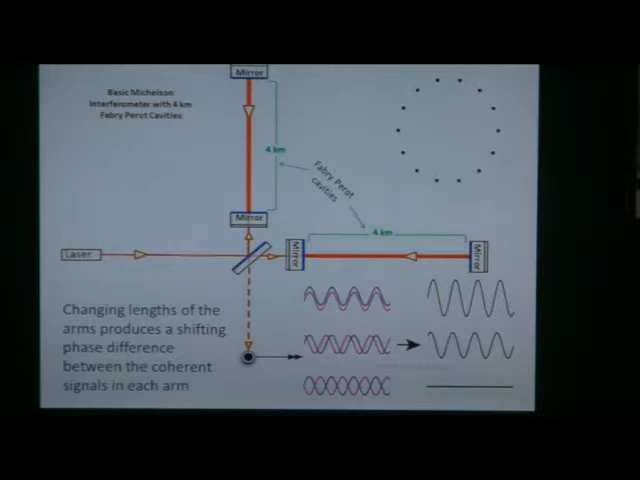 Mirror
Basic Michelson
Interferometer with 4 km
Fabry Perot Cavities
4 km
Fabry Perot
cavities
Mirror
4 km
Laser
Mirror
Mirror
Changing lengths of the
arms produces a shifting
phase difference
between the coherent
signals in each arm